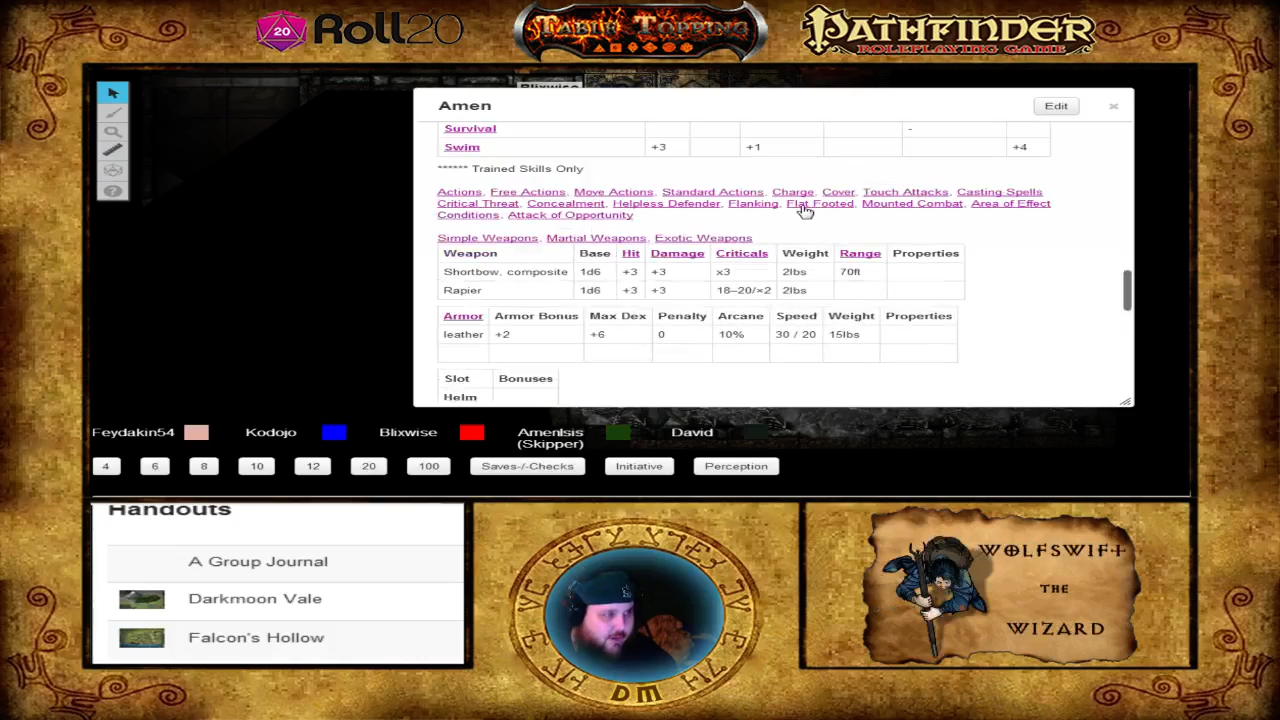 20 Roll20
TABLE TOPPING
PATHFINDER
ROLEPLAYING GAME
Blixwise
Amen
Edit ×
Survival -
Swim +3 +1 +4
****** Trained Skills Only
Actions, Free Actions, Move Actions, Standard Actions, Charge, Cover, Touch Attacks, Casting Spells
Critical Threat, Concealment, Helpless Defender, Flanking, Flat Footed, Mounted Combat, Area of Effect
Conditions, Attack of Opportunity
Simple Weapons, Martial Weapons, Exotic Weapons
Weapon Base Hit Damage Criticals Weight Range Properties
Shortbow, composite 1d6 +3 +3 x3 2lbs 70ft
Rapier 1d6 +3 +3 18–20/×2 2lbs
Armor Armor Bonus Max Dex Penalty Arcane Speed Weight Properties
leather +2 +6 0 10% 30 / 20 15lbs
Slot Bonuses
Helm
Feydakin54 Kodojo Blixwise AmenIsis (Skipper) David
4 6 8 10 12 20 100 Saves-/-Checks Initiative Perception
Handouts
A Group Journal
Darkmoon Vale
Falcon's Hollow
DM
WOLFSWIFT
THE
WIZARD